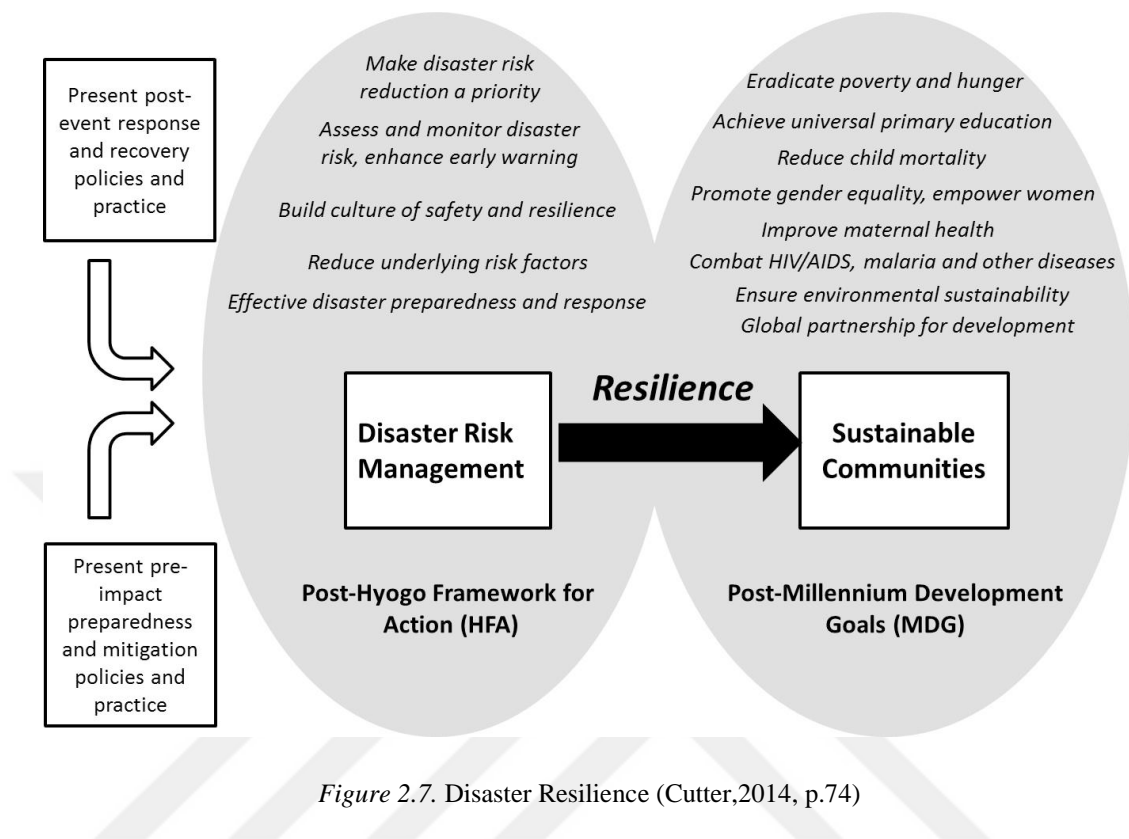 Present post-
event response
and recovery
policies and
practice
Present pre-
impact
preparedness
and mitigation
policies and
practice
Make disaster risk
reduction a priority
Assess and monitor disaster
risk, enhance early warning
Build culture of safety and resilience
Reduce underlying risk factors
Effective disaster preparedness and response
Disaster Risk
Management
Post-Hyogo Framework for
Action (HFA)
Resilience
Eradicate poverty and hunger
Achieve universal primary education
Reduce child mortality
Promote gender equality, empower women
Improve maternal health
Combat HIV/AIDS, malaria and other diseases
Ensure environmental sustainability
Global partnership for development
Sustainable
Communities
Post-Millennium Development
Goals (MDG)
Figure 2.7. Disaster Resilience (Cutter,2014, p.74)